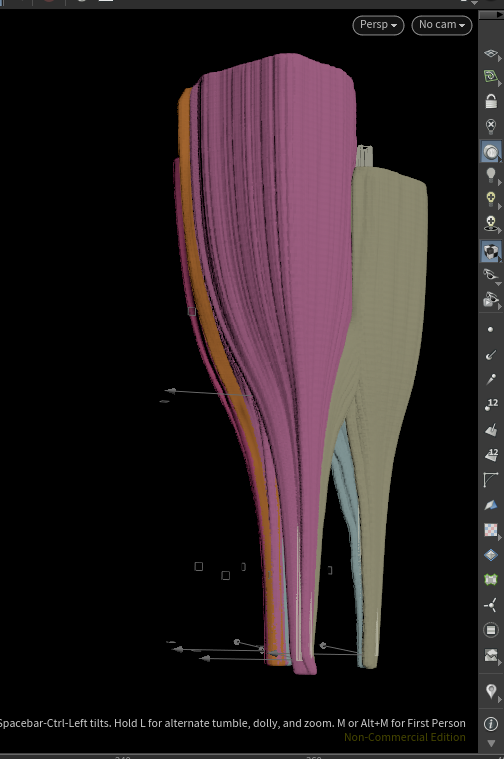 Persp
No cam
12
12
Spacebar-Ctrl-Left tilts. Hold L for alternate tumble, dolly, and zoom. M or Alt+M for First Person
Non-Commercial Edition